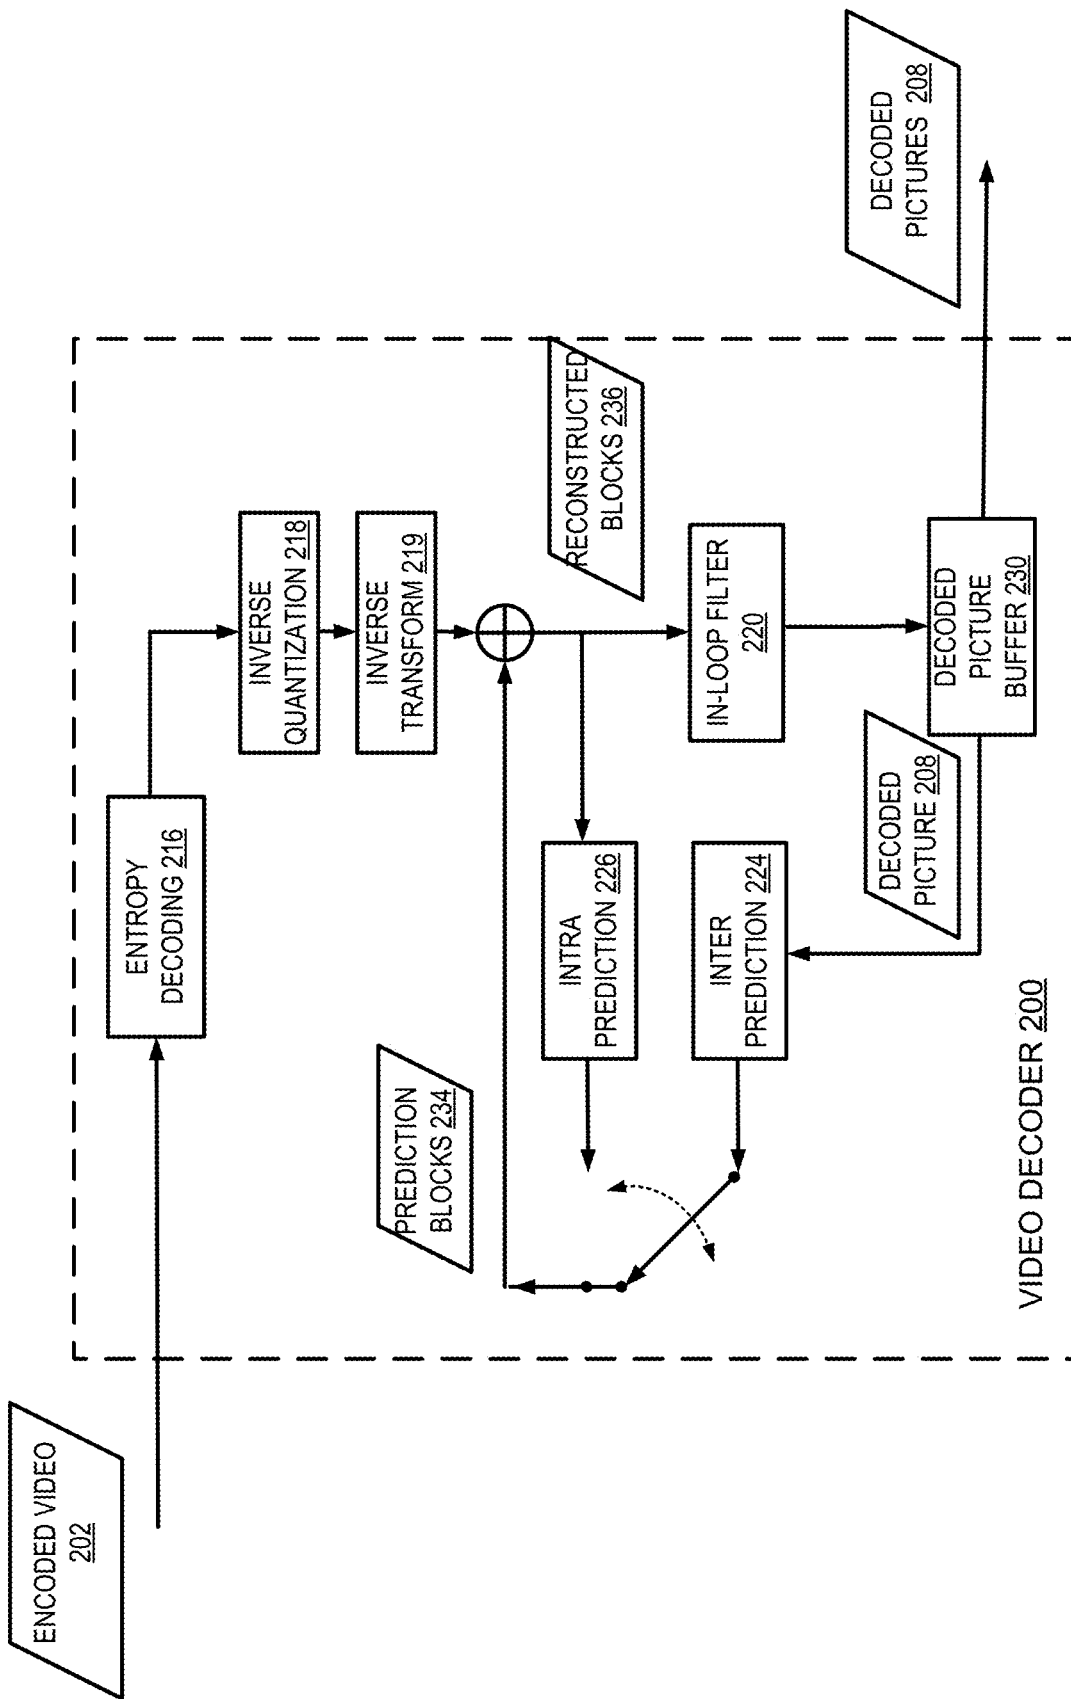 ENCODED VIDEO
202
ENTROPY
DECODING 216
INVERSE
QUANTIZATION 218
INVERSE
TRANSFORM 219
PREDICTION
BLOCKS 234
RECONSTRUCTED
BLOCKS 236
INTRA
PREDICTION 226
INTER
PREDICTION 224
IN-LOOP FILTER
220
DECODED
PICTURE 208
DECODED
PICTURE
BUFFER 230
DECODED
PICTURES 208
VIDEO DECODER 200